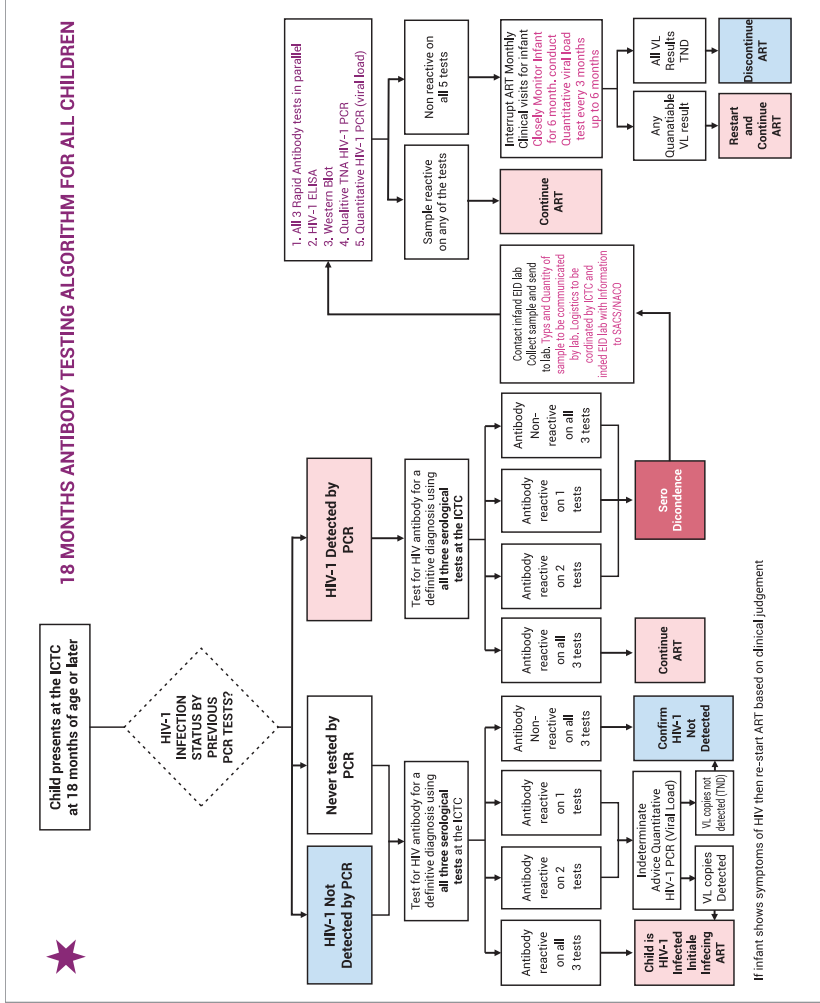 18 MONTHS ANTIBODY TESTING ALGORITHM FOR ALL CHILDREN
Child presents at the ICTC
at 18 months of age or later
HIV-1
INFECTION
STATUS BY
PREVIOUS
PCR TESTS?
HIV-1 Not
Detected by PCR
Never tested by
PCR
HIV-1 Detected by
PCR
Test for HIV antibody for a
definitive diagnosis using
all three serological
tests at the ICTC
Test for HIV antibody for a
definitive diagnosis using
all three serological
tests at the ICTC
Antibody
reactive
on all
3 tests
Antibody
reactive
on 2
tests
Antibody
reactive
on 1
tests
Antibody
Non-
reactive
on all
3 tests
Antibody
reactive
on all
3 tests
Antibody
reactive
on 2
tests
Antibody
reactive
on 1
tests
Antibody
Non-
reactive
on all
3 tests
Child is
HIV-1
Infected
Initiale
Infecing
ART
Indeterminate
Advice Quantitative
HIV-1 PCR (Viral Load)
VL copies
Detected
VL copies not
detected (TND)
Confirm
HIV-1
Not
Detected
Continue
ART
Sero
Dicondence
Contact infand EID lab
Collect sample and send
to lab. Typs and Quantity of
sample to be communicated
by lab. Logistics to be
cordinated by ICTC and
inded EID lab with Information
to SACS/NACO
1. All 3 Rapid Antibody tests in parallel
2. HIV-1 ELISA
3. Western Blot
4. Qualitive TNA HIV-1 PCR
5. Quantitative HIV-1 PCR (viral load)
Sample reactive
on any of the tests
Non reactive on
all 5 tests
Continue
ART
Interrupt ART Monthly
Clinical visits for infant
Closely Monitor Infant
for 6 month. conduct
Quantitative viral load
test every 3 months
up to 6 months
Any
Quanatiable
VL result
All VL
Results
TND
Restart
and
Continue
ART
Discontinue
ART
If infant shows symptoms of HIV then re-start ART based on clinical judgement